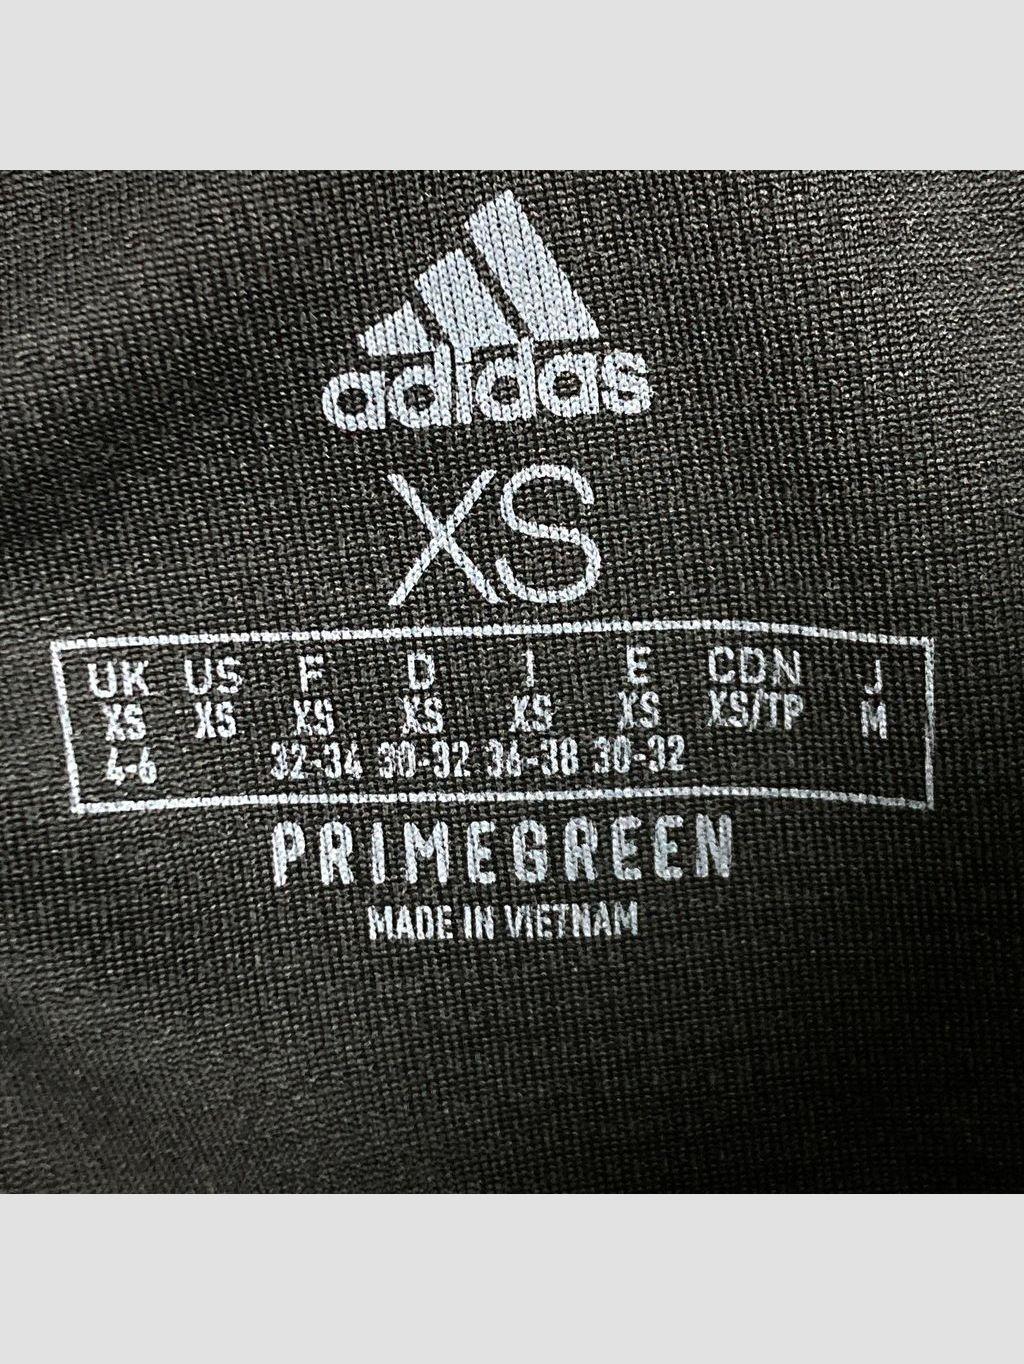 adidas
XS
UK US F D I E CDN J
XS XS XS XS XS XS XS/TP M
4-6 32-34 30-32 36-38 30-32
PRIMEGREEN
MADE IN VIETNAM